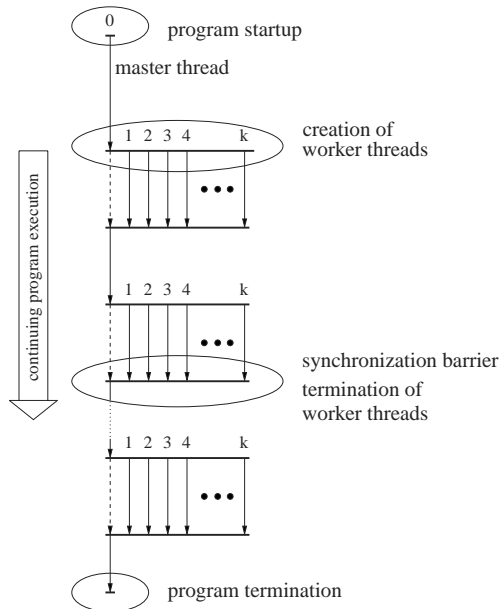 0
program startup
master thread
1 2 3 4 k
creation of
worker threads
continuing program execution
1 2 3 4 k
synchronization barrier
termination of
worker threads
1 2 3 4 k
program termination